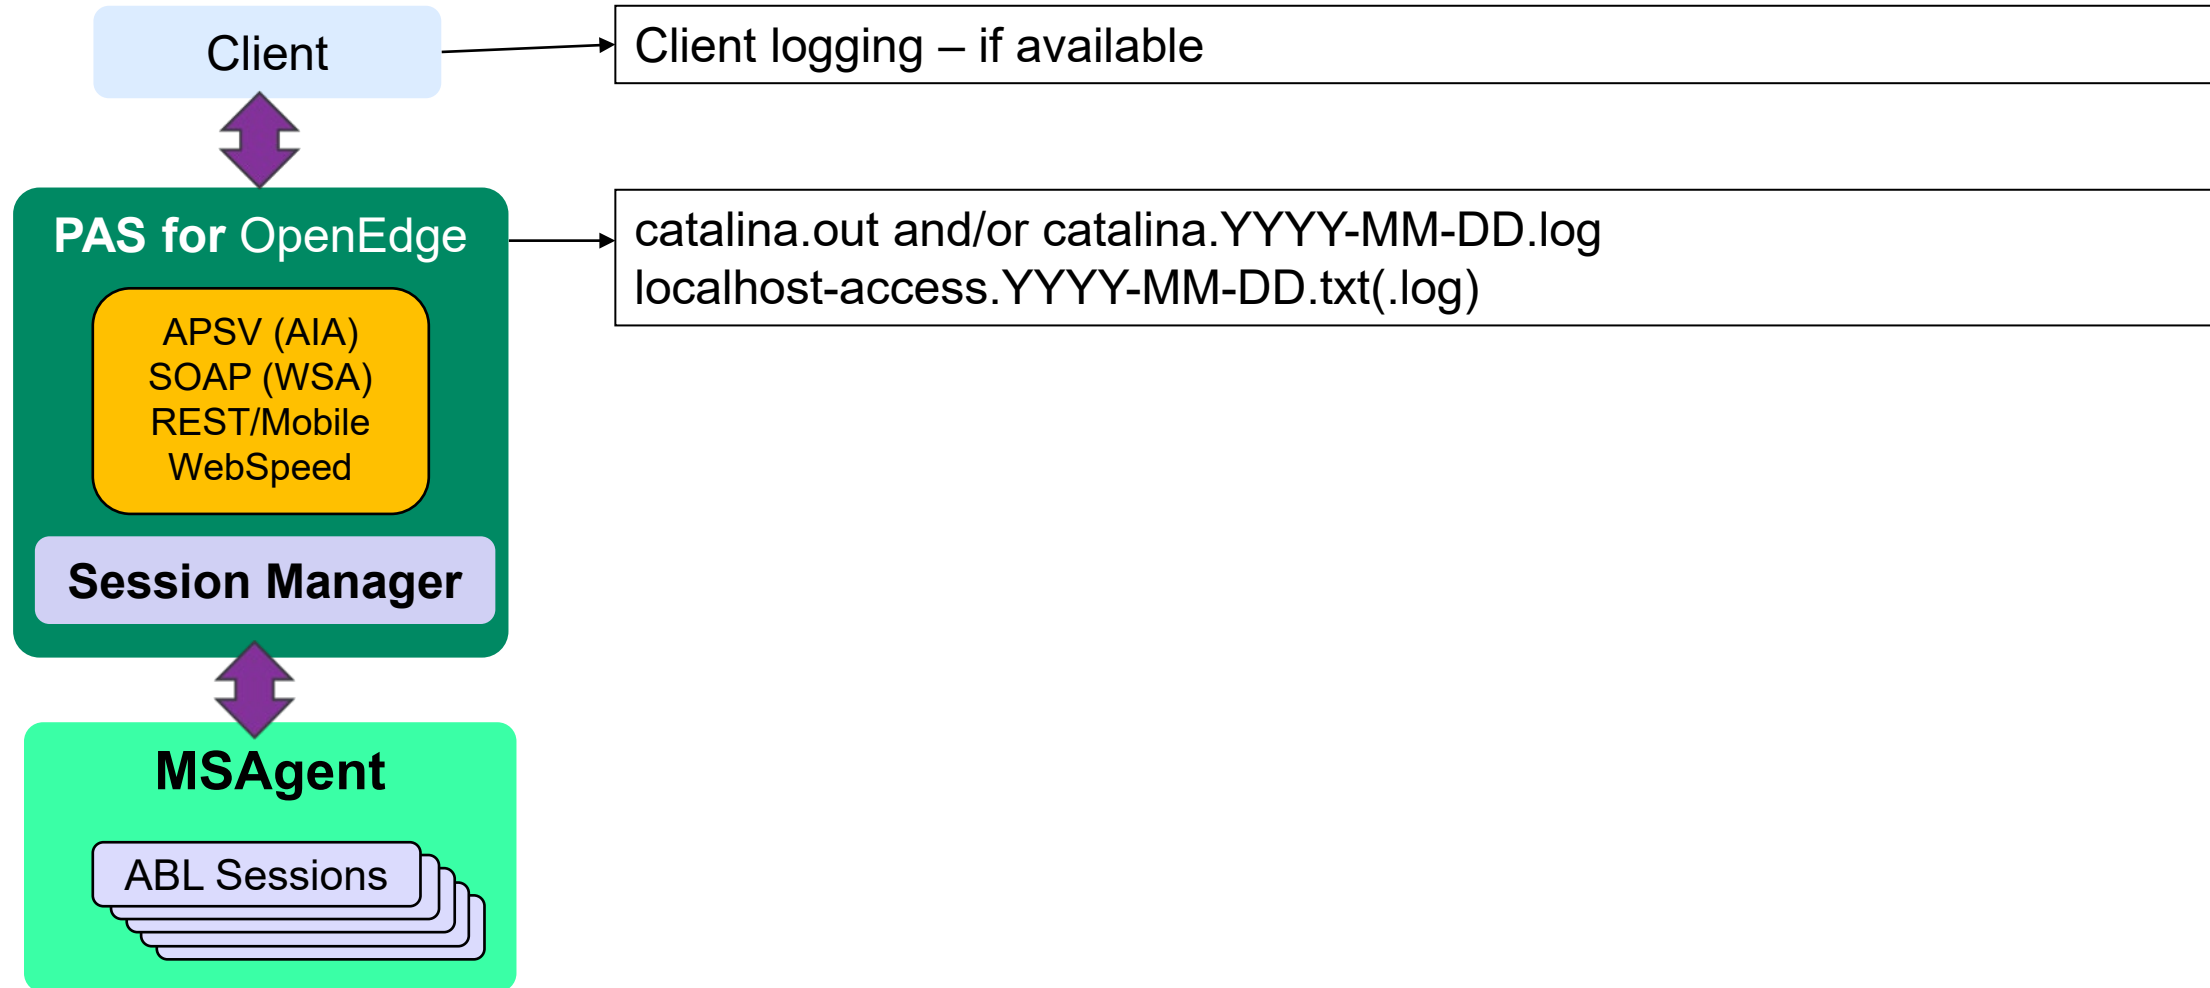 Client
Client logging – if available
PAS for OpenEdge
catalina.out and/or catalina.YYYY-MM-DD.log
localhost-access.YYYY-MM-DD.txt(.log)
APSV (AIA)
SOAP (WSA)
REST/Mobile
WebSpeed
Session Manager
MSAgent
ABL Sessions